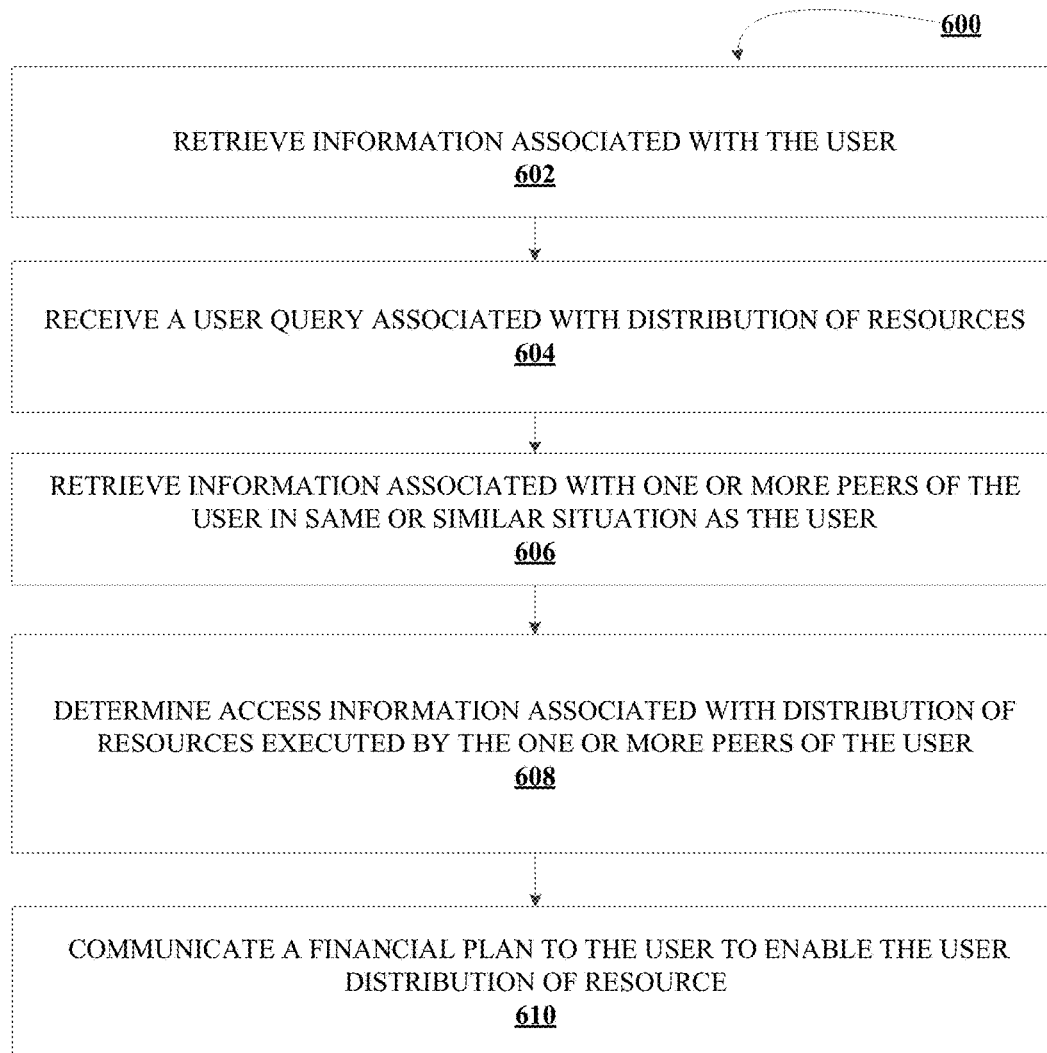 600
RETRIEVE INFORMATION ASSOCIATED WITH THE USER
602
RECEIVE A USER QUERY ASSOCIATED WITH DISTRIBUTION OF RESOURCES
604
RETRIEVE INFORMATION ASSOCIATED WITH ONE OR MORE PEERS OF THE
USER IN SAME OR SIMILAR SITUATION AS THE USER
606
DETERMINE ACCESS INFORMATION ASSOCIATED WITH DISTRIBUTION OF
RESOURCES EXECUTED BY THE ONE OR MORE PEERS OF THE USER
608
COMMUNICATE A FINANCIAL PLAN TO THE USER TO ENABLE THE USER
DISTRIBUTION OF RESOURCE
610